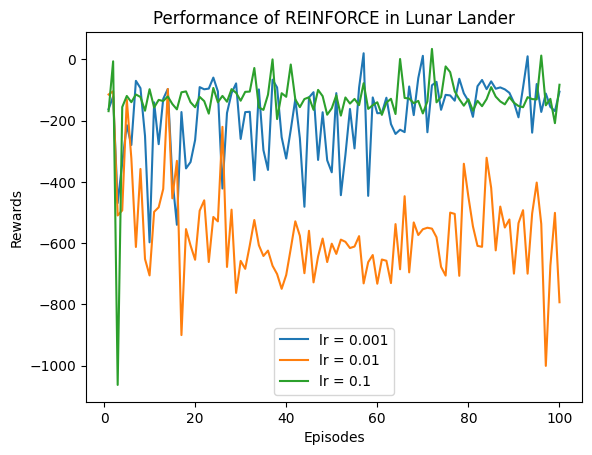 Performance of REINFORCE in Lunar Lander
Rewards
0
−200
−400
−600
−800
−1000
lr = 0.001
lr = 0.01
lr = 0.1
0 20 40 60 80 100
Episodes